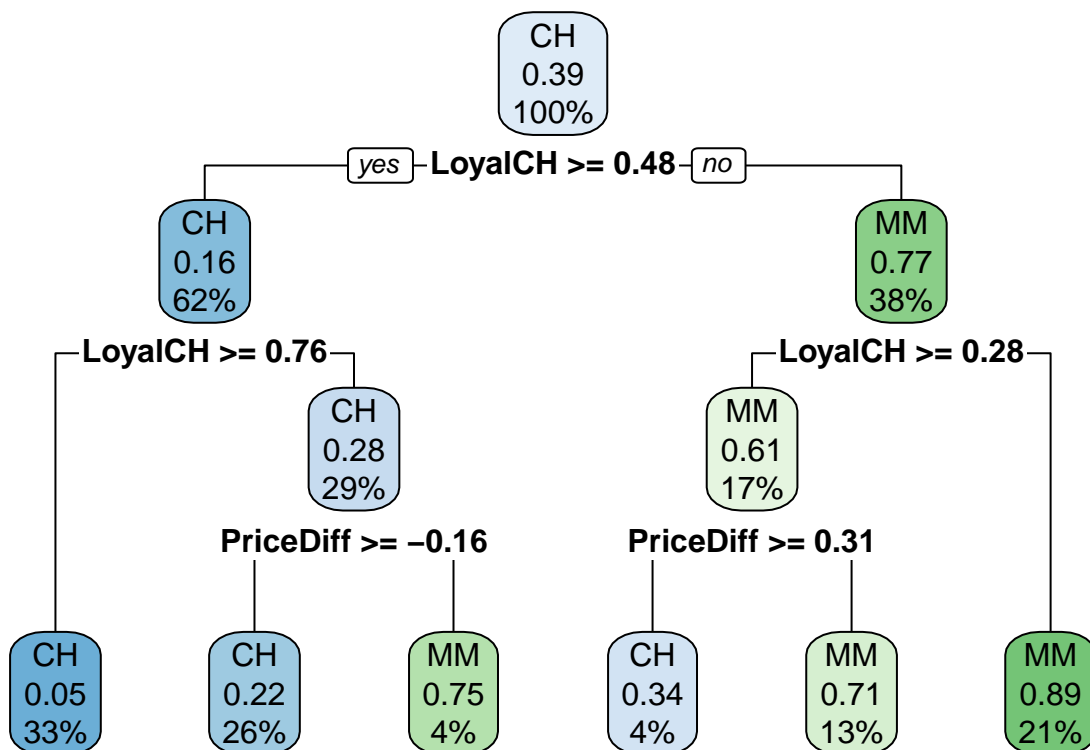 CH
0.39
100%
yes
LoyalCH >= 0.48
no
CH
0.16
62%
MM
0.77
38%
LoyalCH >= 0.76
LoyalCH >= 0.28
CH
0.28
29%
MM
0.61
17%
PriceDiff >= −0.16
PriceDiff >= 0.31
CH
0.05
33%
CH
0.22
26%
MM
0.75
4%
CH
0.34
4%
MM
0.71
13%
MM
0.89
21%